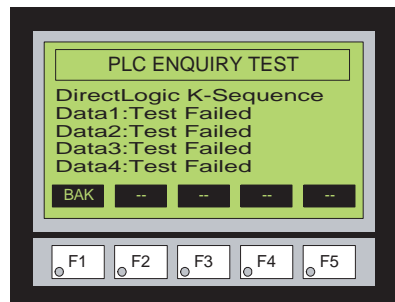 PLC ENQUIRY TEST
DirectLogic K-Sequence
Data1:Test Failed
Data2:Test Failed
Data3:Test Failed
Data4:Test Failed
BAK -- -- -- --
F1 F2 F3 F4 F5